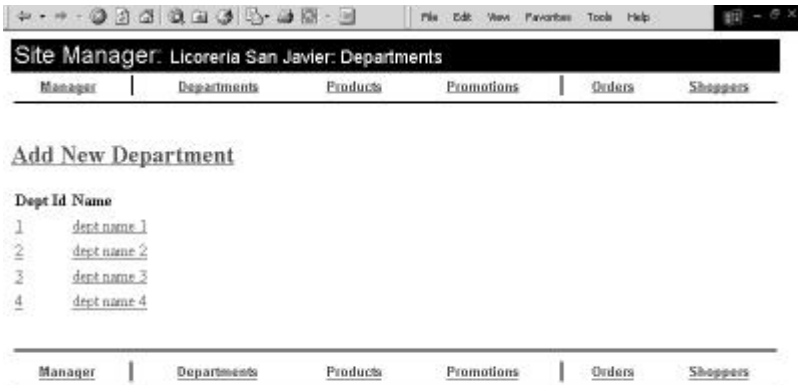 File Edit View Favorites Tools Help
Site Manager: Licorería San Javier: Departments
Manager Departments Products Promotions Orders Shoppers
Add New Department
Dept Id Name
1 dept name 1
2 dept name 2
3 dept name 3
4 dept name 4
Manager Departments Products Promotions Orders Shoppers